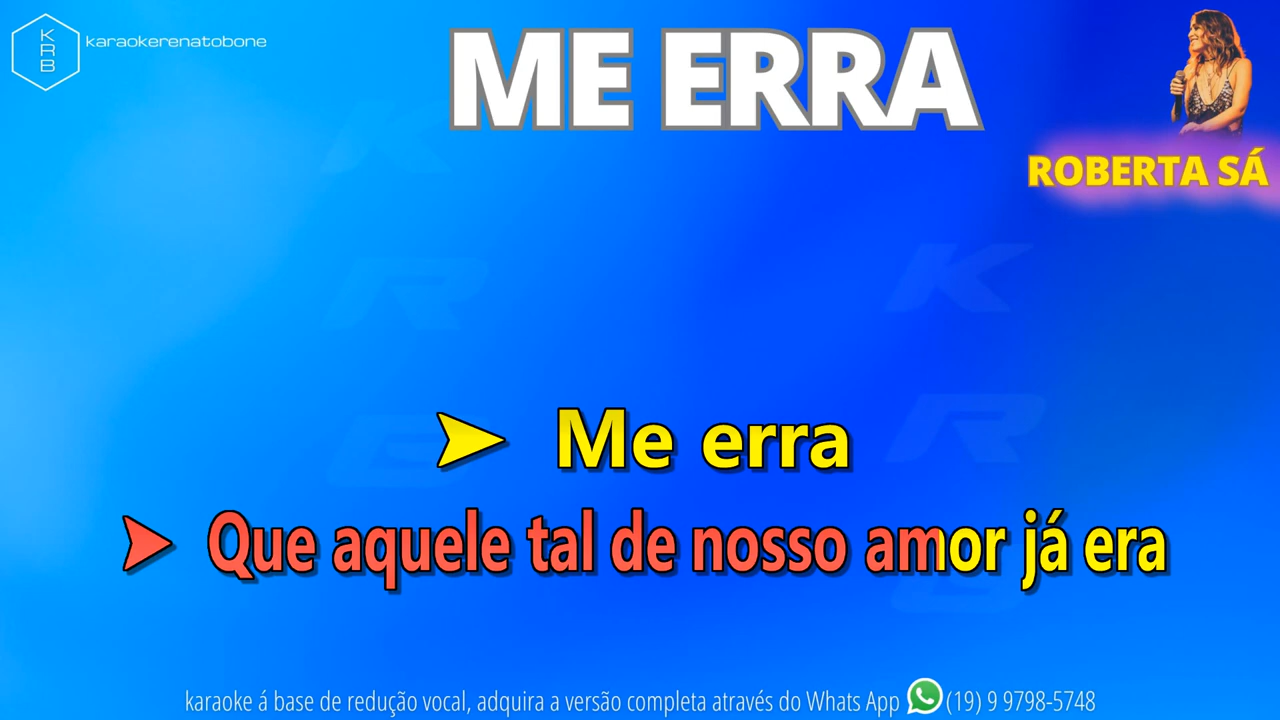 KRB
karaokerenatobone
ME ERRA
ROBERTA SÁ
K
R
B
K
R
B
Me erra
Que aquele tal de nosso amor já era
karaoke á base de redução vocal, adquira a versão completa através do Whats App (19) 9 9798-5748